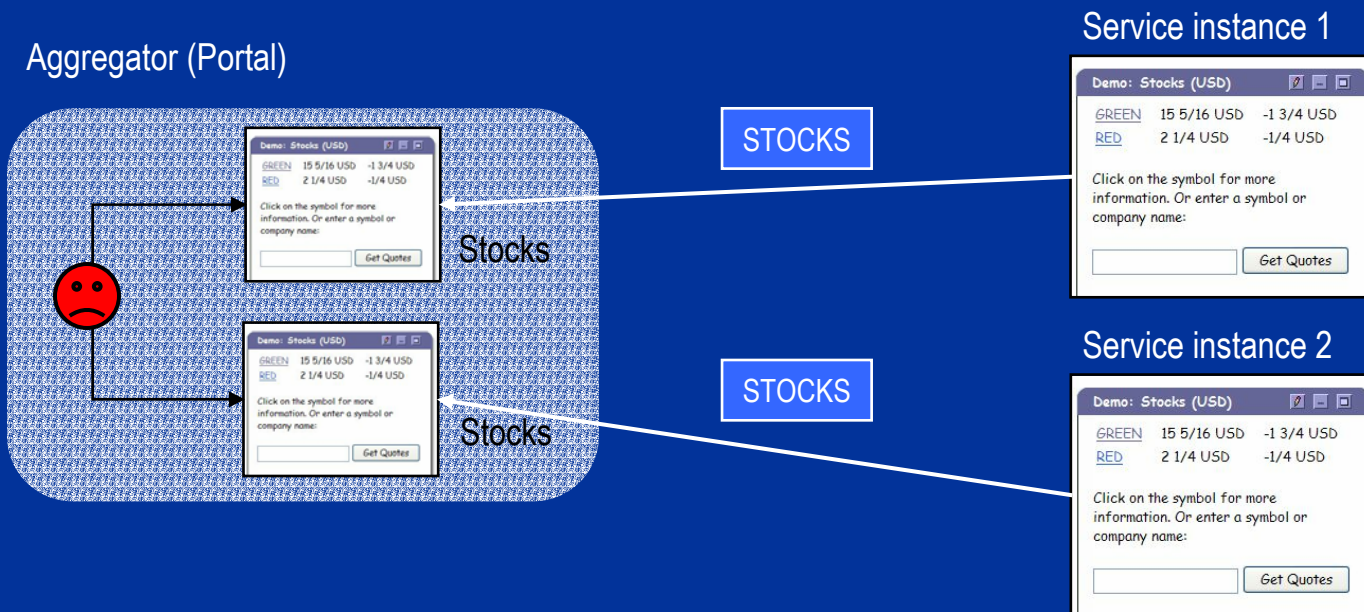 Aggregator (Portal)
Demo: Stocks (USD)
GREEN 15 5/16 USD -1 3/4 USD
RED 2 1/4 USD -1/4 USD
Click on the symbol for more
information. Or enter a symbol or
company name:
Get Quotes
Stocks
Demo: Stocks (USD)
GREEN 15 5/16 USD -1 3/4 USD
RED 2 1/4 USD -1/4 USD
Click on the symbol for more
information. Or enter a symbol or
company name:
Get Quotes
Stocks
STOCKS
STOCKS
Service instance 1
Demo: Stocks (USD)
GREEN 15 5/16 USD -1 3/4 USD
RED 2 1/4 USD -1/4 USD
Click on the symbol for more
information. Or enter a symbol or
company name:
Get Quotes
Service instance 2
Demo: Stocks (USD)
GREEN 15 5/16 USD -1 3/4 USD
RED 2 1/4 USD -1/4 USD
Click on the symbol for more
information. Or enter a symbol or
company name:
Get Quotes